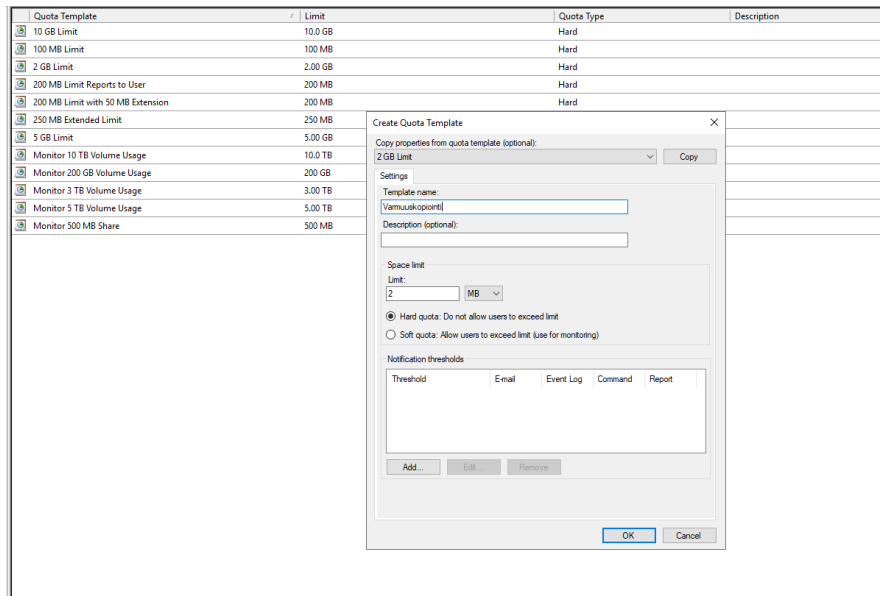 Quota Template / Limit Quota Type Description
10 GB Limit 10.0 GB Hard
100 MB Limit 100 MB Hard
2 GB Limit 2.00 GB Hard
200 MB Limit Reports to User 200 MB Hard
200 MB Limit with 50 MB Extension 200 MB Hard
250 MB Extended Limit 250 MB
5 GB Limit 5.00 GB
Monitor 10 TB Volume Usage 10.0 TB
Monitor 200 GB Volume Usage 200 GB
Monitor 3 TB Volume Usage 3.00 TB
Monitor 5 TB Volume Usage 5.00 TB
Monitor 500 MB Share 500 MB
Create Quota Template
Copy properties from quota template (optional):
2 GB Limit Copy
Settings
Template name:
Varmuuskopiointi
Description (optional):
Space limit
Limit:
2 MB
Hard quota: Do not allow users to exceed limit
Soft quota: Allow users to exceed limit (use for monitoring)
Notification thresholds
Threshold E-mail Event Log Command Report
Add... Edit... Remove
OK Cancel